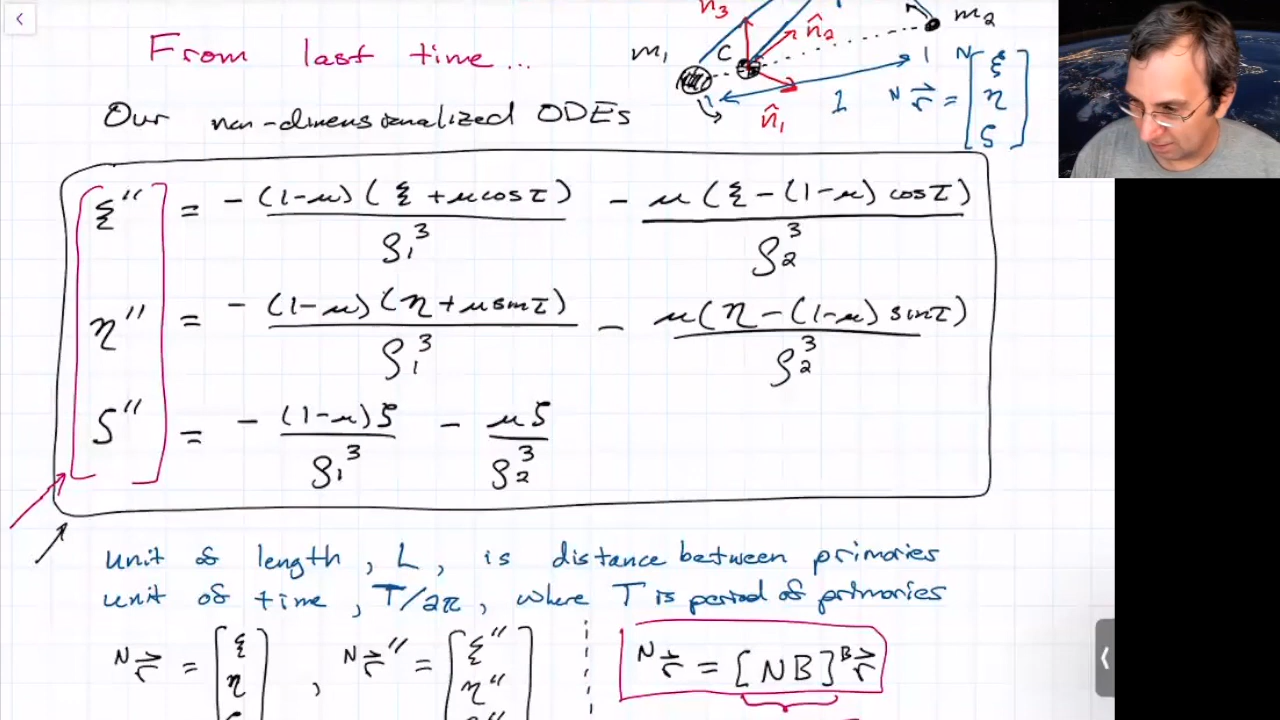 From last time...
n̂₃
n̂₂
n̂₁
m₁
C
m₂
1
1
ᴺr⃗ = ᴺ[ξ η ζ]
Our non-dimensionalized ODEs
ξ'' = -(1-μ)(ξ + μ cos τ) / ρ₁³ - μ(ξ - (1-μ) cos τ) / ρ₂³
η'' = -(1-μ)(η + μ sin τ) / ρ₁³ - μ(η - (1-μ) sin τ) / ρ₂³
ζ'' = -(1-μ)ζ / ρ₁³ - μζ / ρ₂³
unit of length, L, is distance between primaries
unit of time, T/2π, where T is period of primaries
ᴺr⃗ = [ξ η ζ], ᴺr⃗'' = [ξ'' η''
ᴺr⃗ = [NB] ᴮr⃗